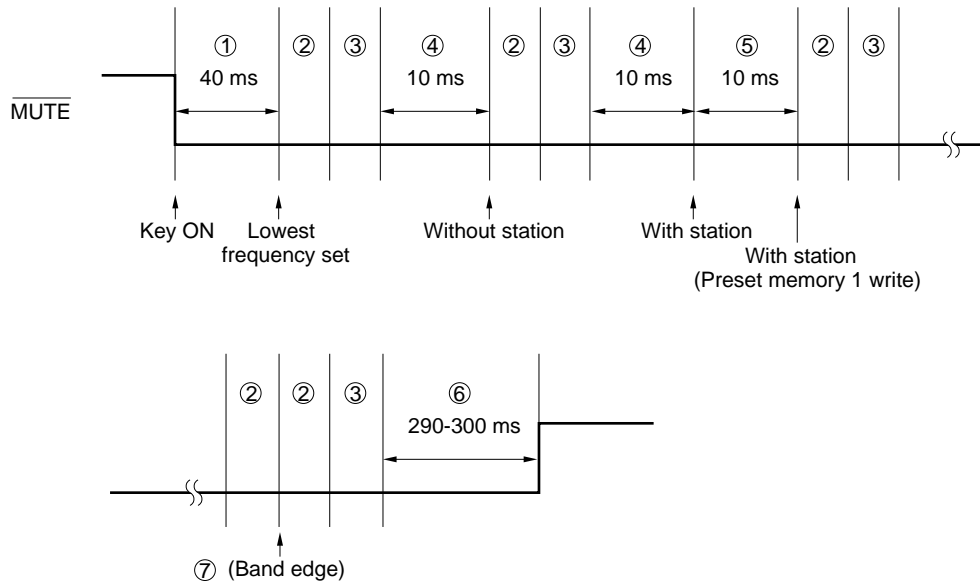 ① ② ③ ④ ② ③ ④ ⑤ ② ③
40 ms 10 ms 10 ms 10 ms
MUTE
Key ON Lowest frequency set Without station With station With station (Preset memory 1 write)
② ② ③ ⑥
290-300 ms
⑦ (Band edge)